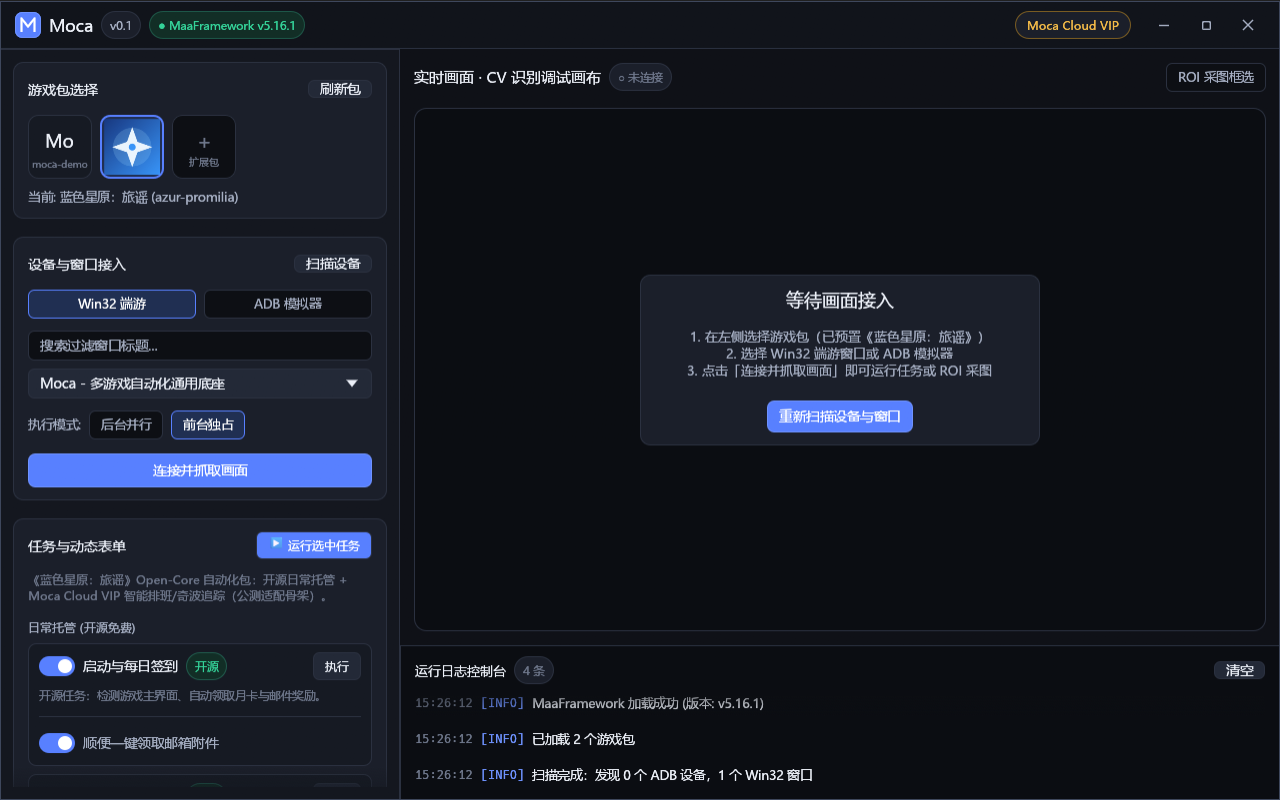 M Moca v0.1 ● MaaFramework v5.16.1 Moca Cloud VIP
游戏包选择 刷新包
Mo
moca-demo
+
扩展包
当前: 蓝色星原：旅谣 (azur-promilia)
设备与窗口接入 扫描设备
Win32 端游 ADB 模拟器
搜索过滤窗口标题...
Moca - 多游戏自动化通用底座
执行模式: 后台并行 前台独占
连接并抓取画面
任务与动态表单 运行选中任务
《蓝色星原：旅谣》Open-Core 自动化包：开源日常托管 +
Moca Cloud VIP 智能排班/奇波追踪（公测适配骨架）。
日常托管 (开源免费)
启动与每日签到 开源 执行
开源任务：检测游戏主界面、自动领取月卡与邮件奖励。
顺便一键领取邮箱附件
实时画面 · CV 识别调试画布 ○ 未连接 ROI 采图框选
等待画面接入
1. 在左侧选择游戏包（已预置《蓝色星原：旅谣》）
2. 选择 Win32 端游窗口或 ADB 模拟器
3. 点击「连接并抓取画面」即可运行任务或 ROI 采图
重新扫描设备与窗口
运行日志控制台 4 条 清空
15:26:12 [INFO] MaaFramework 加载成功 (版本: v5.16.1)
15:26:12 [INFO] 已加载 2 个游戏包
15:26:12 [INFO] 扫描完成：发现 0 个 ADB 设备，1 个 Win32 窗口